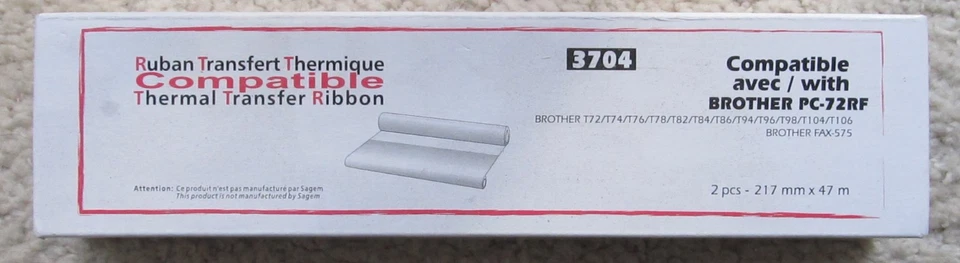 Ruban Transfert Thermique
Compatible
Thermal Transfer Ribbon
3704
Compatible
avec / with
BROTHER PC-72RF
BROTHER T72/T74/T76/T78/T82/T84/T86/T94/T96/T98/T104/T106
BROTHER FAX-575
Attention: Ce produit n'est pas manufacturé par Sagem
This product is not manufactured by Sagem
2 pcs - 217 mm x 47 m